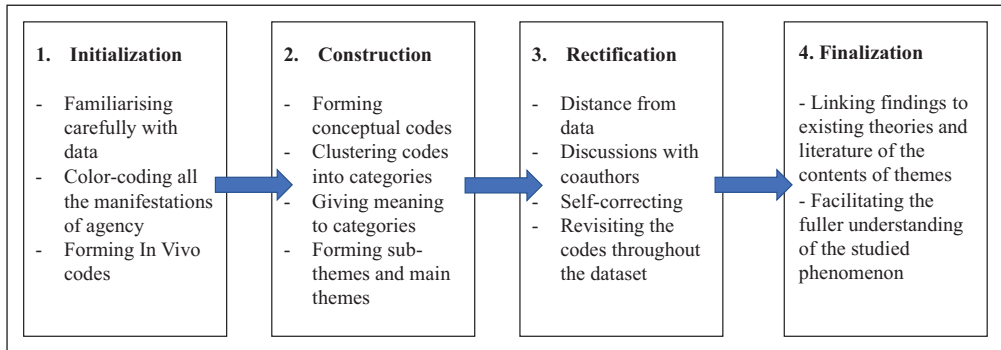 1. Initialization
- Familiarising
carefully with
data
- Color-coding all
the manifestations
of agency
- Forming In Vivo
codes
2. Construction
- Forming
conceptual codes
- Clustering codes
into categories
- Giving meaning
to categories
- Forming sub-
themes and main
themes
3. Rectification
- Distance from
data
- Discussions with
coauthors
- Self-correcting
- Revisiting the
codes throughout
the dataset
4. Finalization
- Linking findings to
existing theories and
literature of the
contents of themes
- Facilitating the
fuller understanding
of the studied
phenomenon